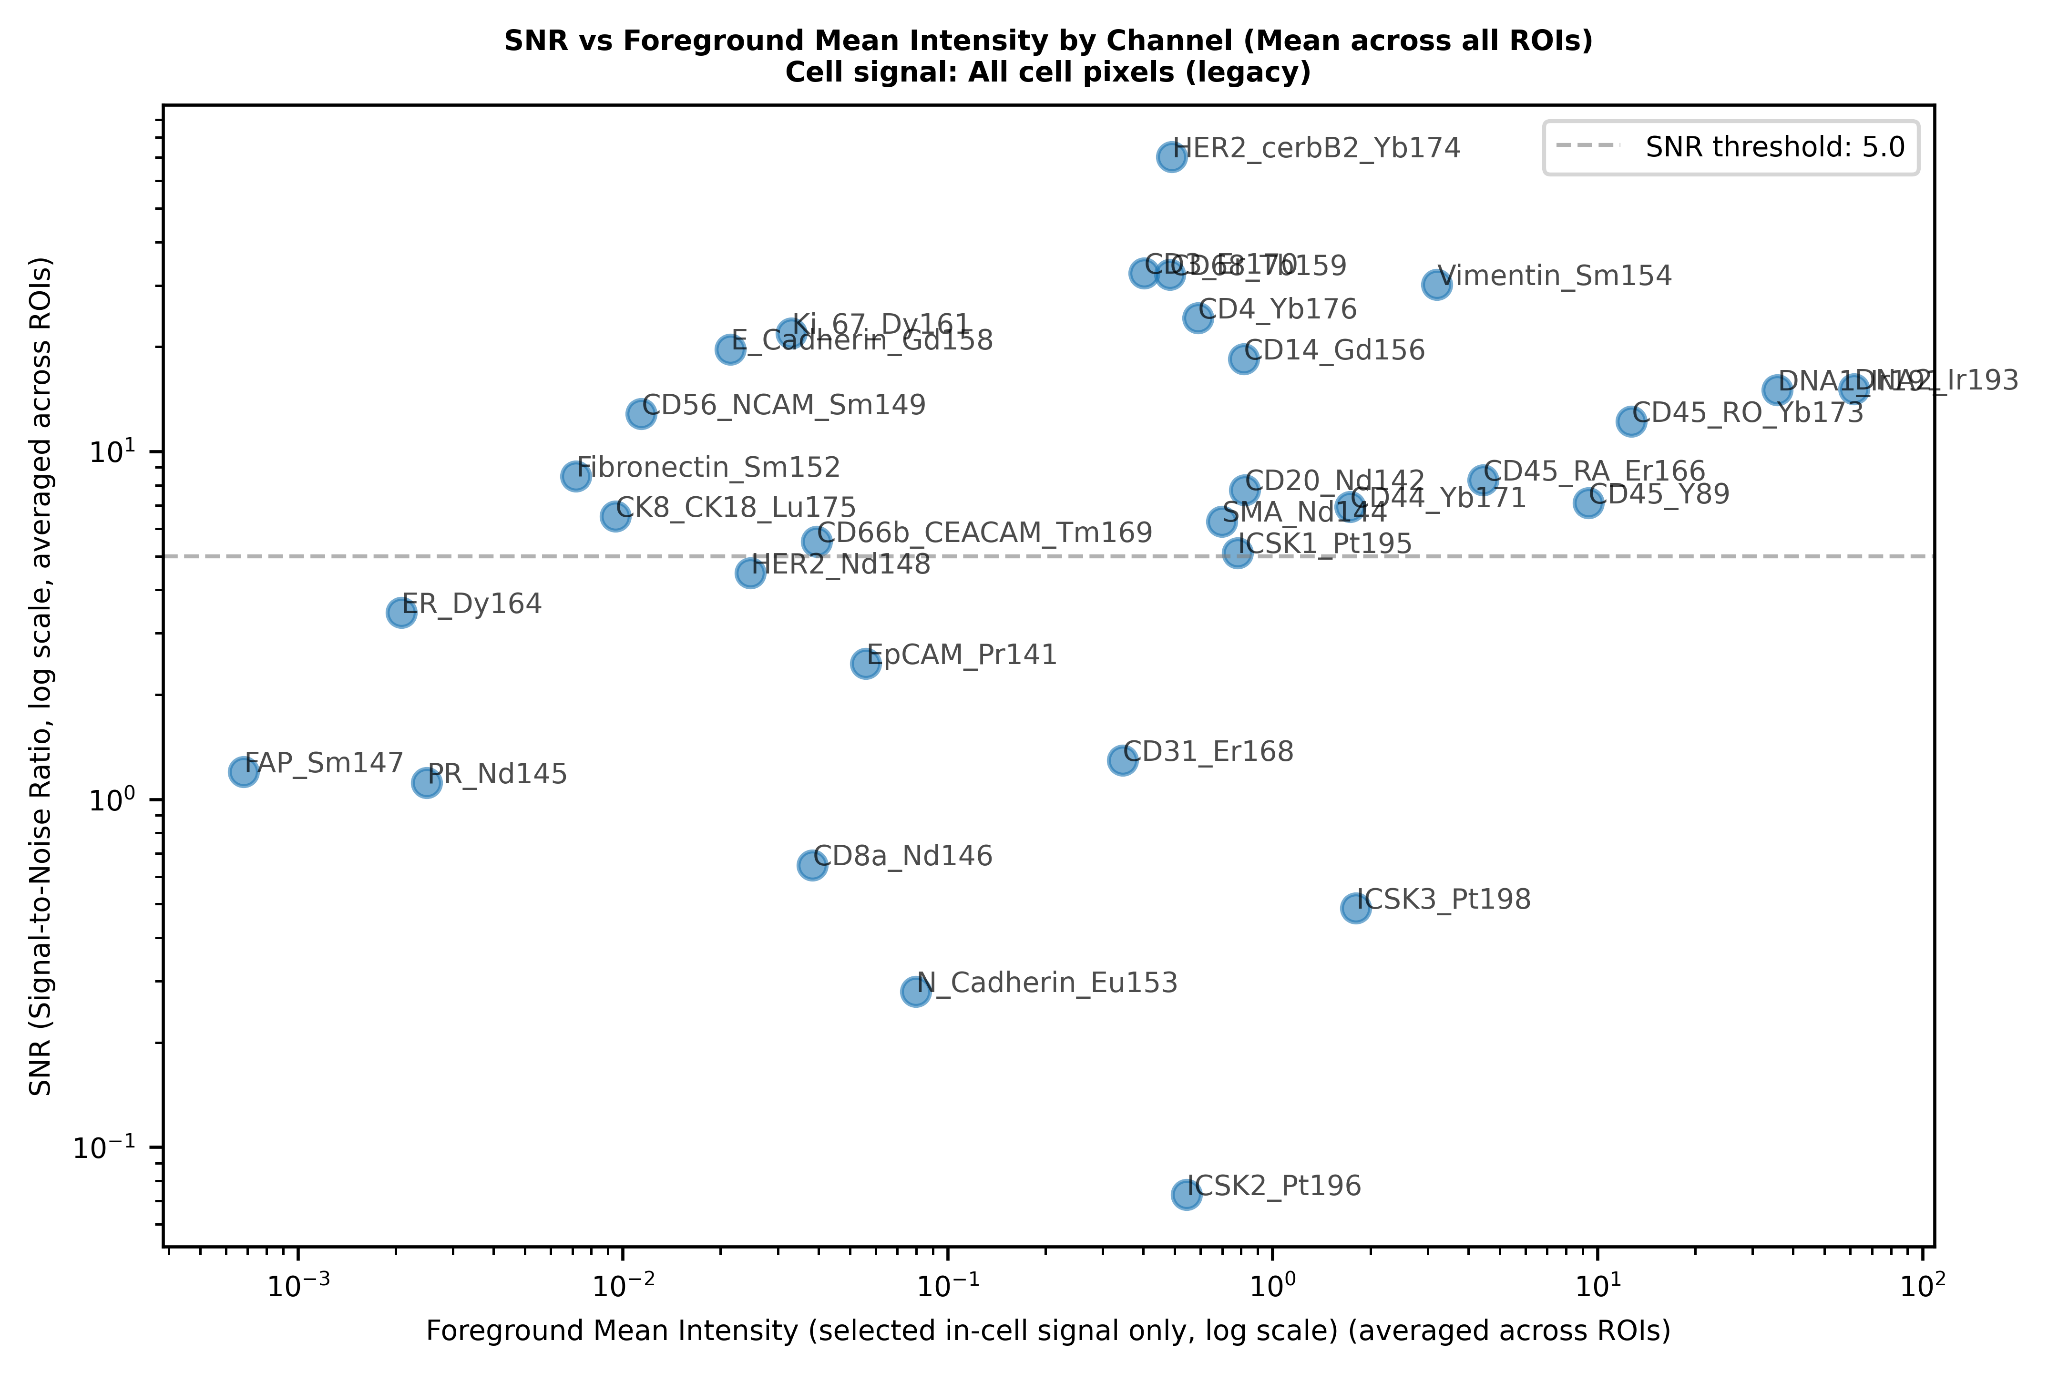 SNR vs Foreground Mean Intensity by Channel (Mean across all ROIs)
Cell signal: All cell pixels (legacy)
SNR threshold: 5.0
HER2_cerbB2_Yb174
CD3_Er170
CD68_Tb159
Vimentin_Sm154
CD4_Yb176
Ki_67_Dy161
E_Cadherin_Gd158
CD14_Gd156
DNA1_Ir191
DNA2_Ir193
CD56_NCAM_Sm149
CD45_RO_Yb173
Fibronectin_Sm152
CD20_Nd142
CD45_RA_Er166
CK8_CK18_Lu175
CD44_Yb171
CD45_Y89
SMA_Nd144
CD66b_CEACAM_Tm169
ICSK1_Pt195
HER2_Nd148
ER_Dy164
EpCAM_Pr141
FAP_Sm147
PR_Nd145
CD31_Er168
CD8a_Nd146
ICSK3_Pt198
N_Cadherin_Eu153
ICSK2_Pt196
10¹
10⁰
10⁻¹
SNR (Signal-to-Noise Ratio, log scale, averaged across ROIs)
10⁻³ 10⁻² 10⁻¹ 10⁰ 10¹ 10²
Foreground Mean Intensity (selected in-cell signal only, log scale) (averaged across ROIs)